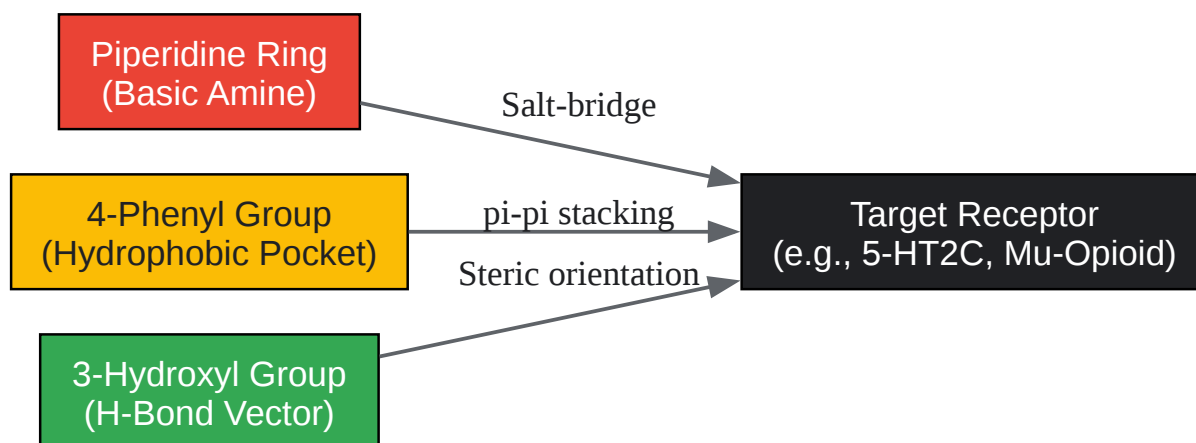 Piperidine Ring
(Basic Amine)
Salt-bridge
4-Phenyl Group
(Hydrophobic Pocket)
pi-pi stacking
Target Receptor
(e.g., 5-HT2C, Mu-Opioid)
Steric orientation
3-Hydroxyl Group
(H-Bond Vector)